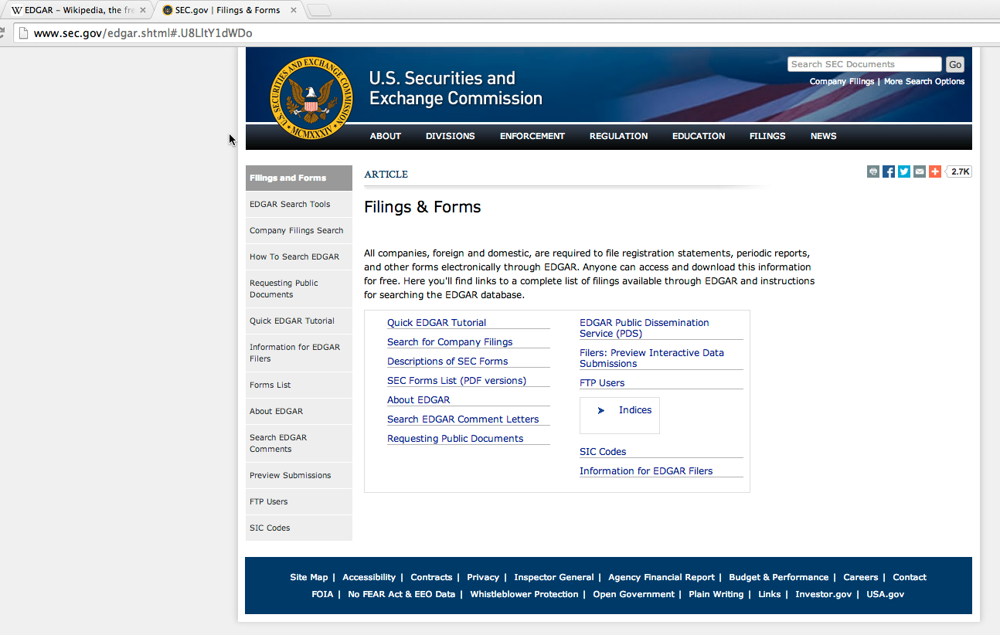 EDGAR – Wikipedia, the fre
SEC.gov | Filings & Forms
www.sec.gov/edgar.shtml#.U8LltY1dWDo
U.S. SECURITIES AND EXCHANGE COMMISSION
MCMXXXIV
U.S. Securities and
Exchange Commission
Search SEC Documents
Go
Company Filings | More Search Options
ABOUT DIVISIONS ENFORCEMENT REGULATION EDUCATION FILINGS NEWS
Filings and Forms
EDGAR Search Tools
Company Filings Search
How To Search EDGAR
Requesting Public
Documents
Quick EDGAR Tutorial
Information for EDGAR
Filers
Forms List
About EDGAR
Search EDGAR
Comments
Preview Submissions
FTP Users
SIC Codes
ARTICLE
2.7K
Filings & Forms
All companies, foreign and domestic, are required to file registration statements, periodic reports,
and other forms electronically through EDGAR. Anyone can access and download this information
for free. Here you'll find links to a complete list of filings available through EDGAR and instructions
for searching the EDGAR database.
Quick EDGAR Tutorial
Search for Company Filings
Descriptions of SEC Forms
SEC Forms List (PDF versions)
About EDGAR
Search EDGAR Comment Letters
Requesting Public Documents
EDGAR Public Dissemination
Service (PDS)
Filers: Preview Interactive Data
Submissions
FTP Users
Indices
SIC Codes
Information for EDGAR Filers
Site Map | Accessibility | Contracts | Privacy | Inspector General | Agency Financial Report | Budget & Performance | Careers | Contact
FOIA | No FEAR Act & EEO Data | Whistleblower Protection | Open Government | Plain Writing | Links | Investor.gov | USA.gov